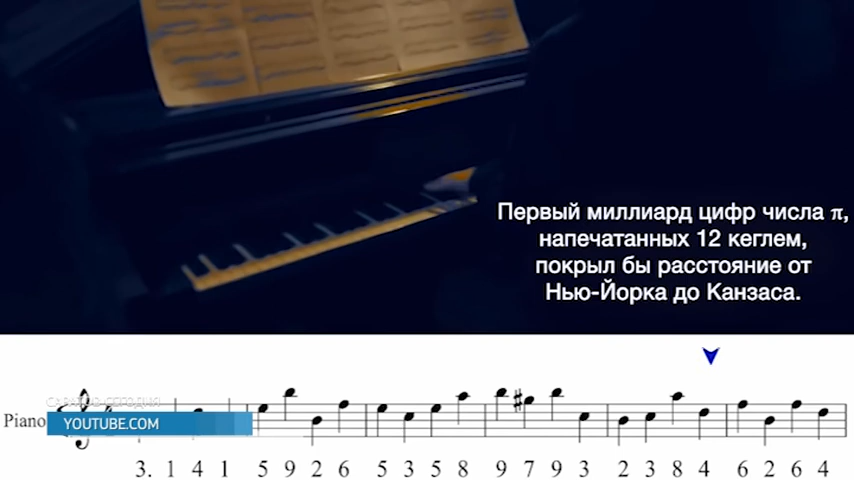 Первый миллиард цифр числа π,
напечатанных 12 кеглем,
покрыл бы расстояние от
Нью-Йорка до Канзаса.
САРАТОВ СЕГОДНЯ
Piano
YOUTUBE.COM
3. 1 4 1 5 9 2 6 5 3 5 8 9 7 9 3 2 3 8 4 6 2 6 4